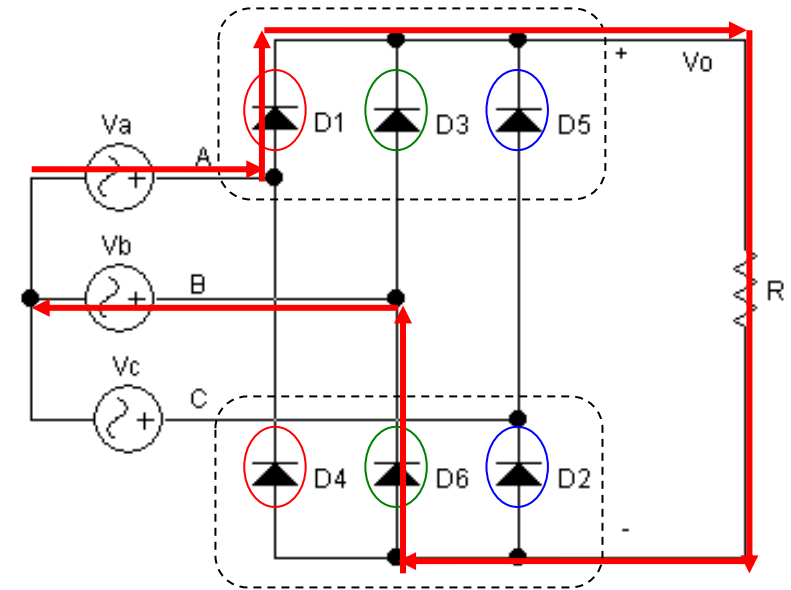 +
Vo
Va
D1
D3
D5
A
+
Vb
B
+
R
Vc
C
+
D4
D6
D2
-